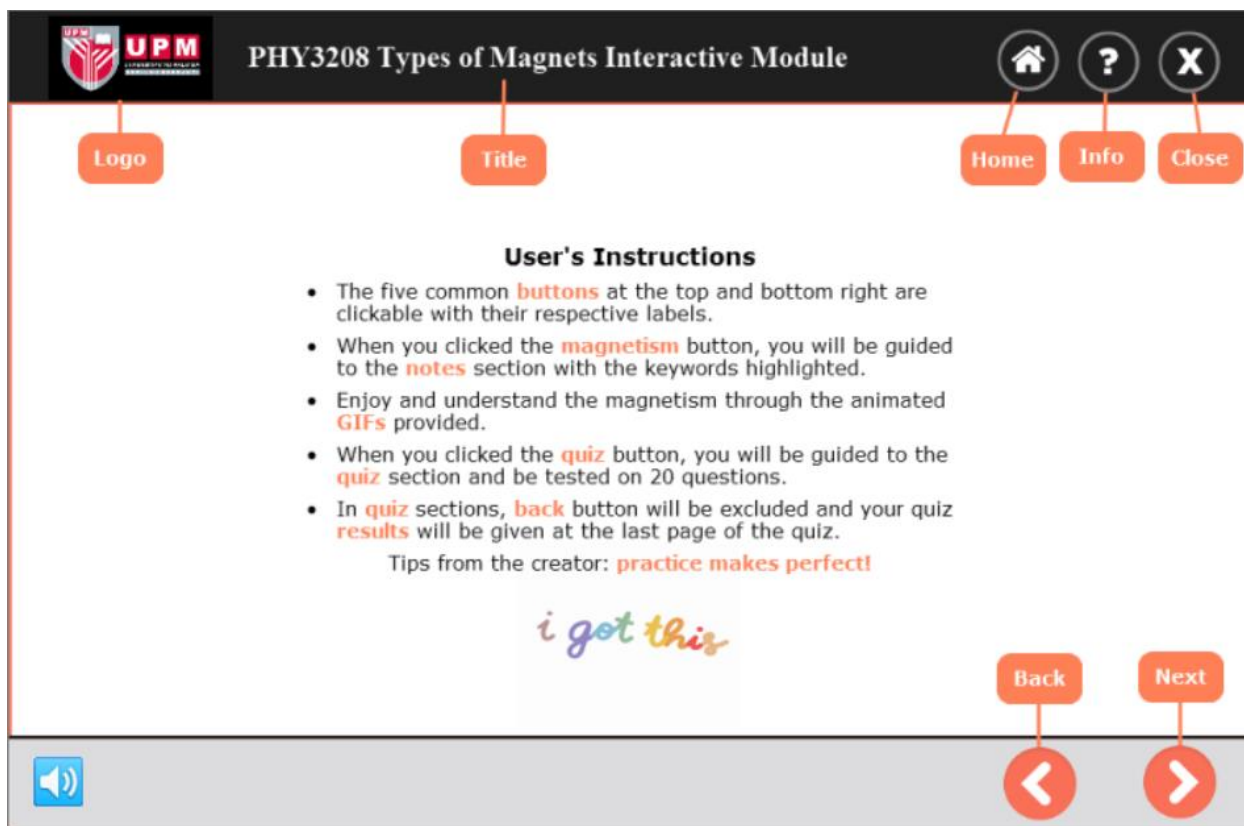 UPM
UPM
PHY3208 Types of Magnets Interactive Module
?
X
Logo
Title
Home
Info
Close
User's Instructions
• The five common buttons at the top and bottom right are
clickable with their respective labels.
• When you clicked the magnetism button, you will be guided
to the notes section with the keywords highlighted.
• Enjoy and understand the magnetism through the animated
GIFs provided.
• When you clicked the quiz button, you will be guided to the
quiz section and be tested on 20 questions.
• In quiz sections, back button will be excluded and your quiz
results will be given at the last page of the quiz.
Tips from the creator: practice makes perfect!
i got this
Back
Next